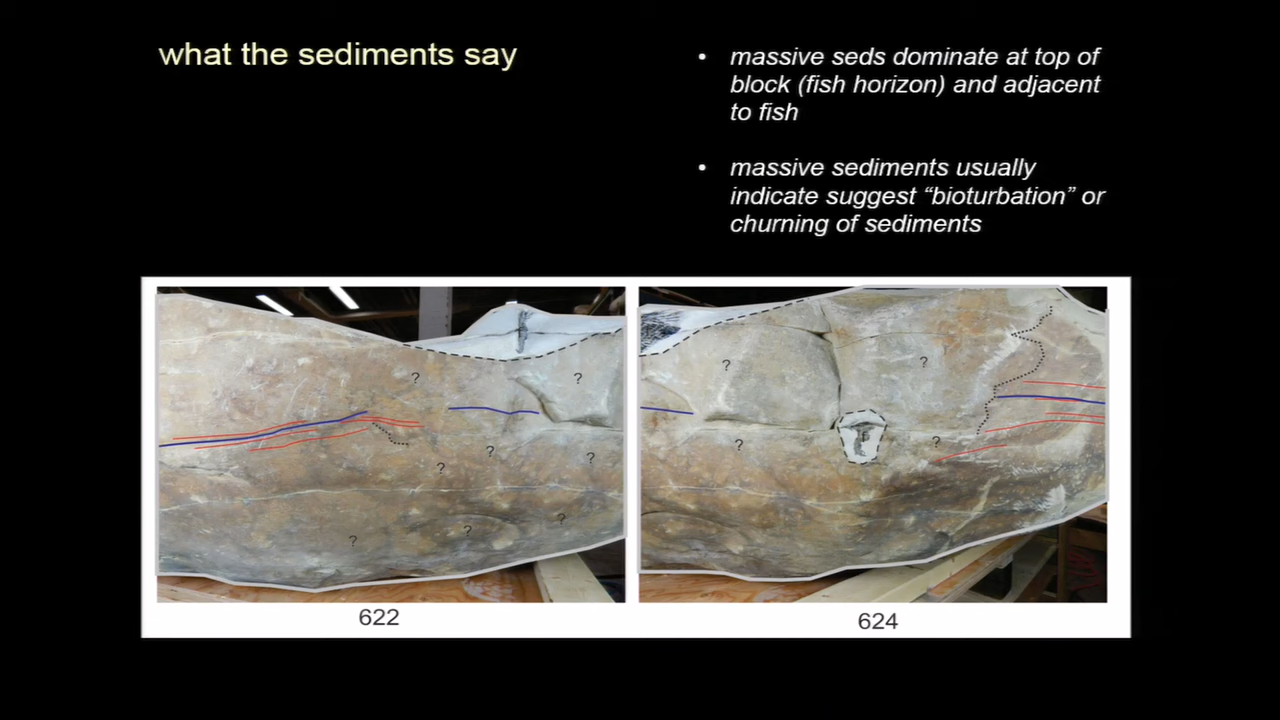 what the sediments say
• massive seds dominate at top of
block (fish horizon) and adjacent
to fish
• massive sediments usually
indicate suggest “bioturbation” or
churning of sediments
? ?
? ? ?
? ? ?
? ?
? ?
622
624